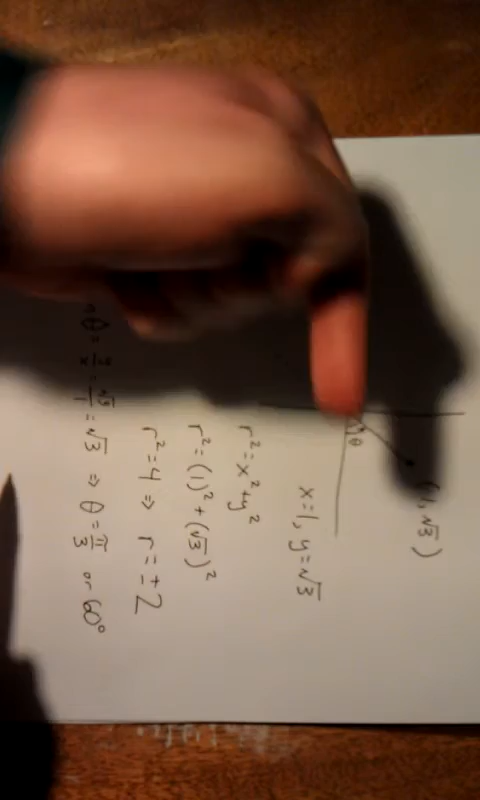 (1, √3)
θ
x=1, y=√3
r²=x²+y²
r²=(1)²+(√3)²
r²=4 ⇒ r=±2
θ = y/x = √3/1 = √3 ⇒ θ = π/3 or 60°